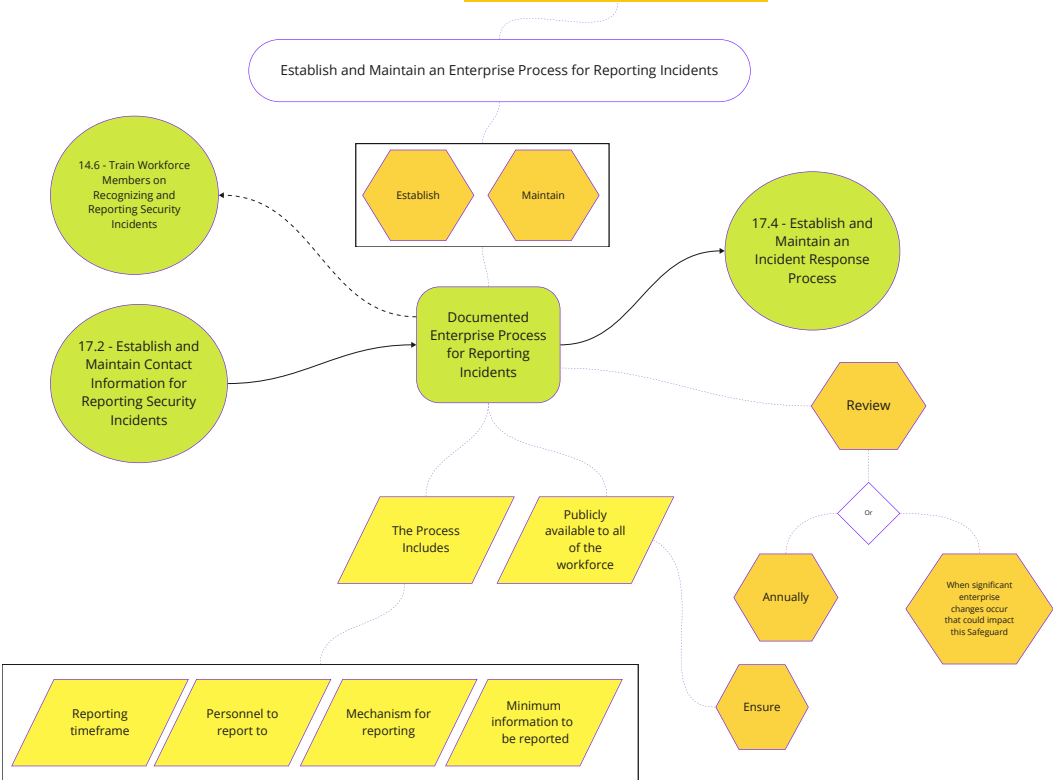 Establish and Maintain an Enterprise Process for Reporting Incidents
14.6 - Train Workforce
Members on
Recognizing and
Reporting Security
Incidents
Establish
Maintain
17.4 - Establish and
Maintain an
Incident Response
Process
Documented
Enterprise Process
for Reporting
Incidents
17.2 - Establish and
Maintain Contact
Information for
Reporting Security
Incidents
Review
Or
The Process
Includes
Publicly
available to all
of the
workforce
Annually
When significant
enterprise
changes occur
that could impact
this Safeguard
Ensure
Reporting
timeframe
Personnel to
report to
Mechanism for
reporting
Minimum
information to
be reported